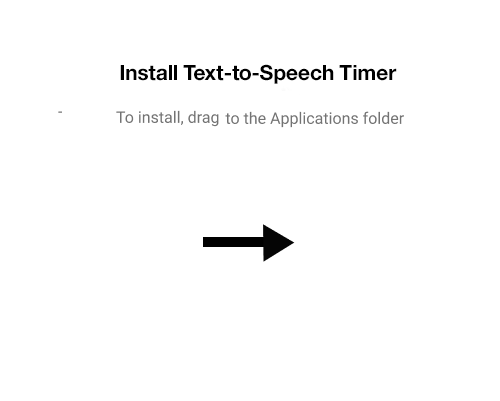 Install Text-to-Speech Timer
To install, drag to the Applications folder